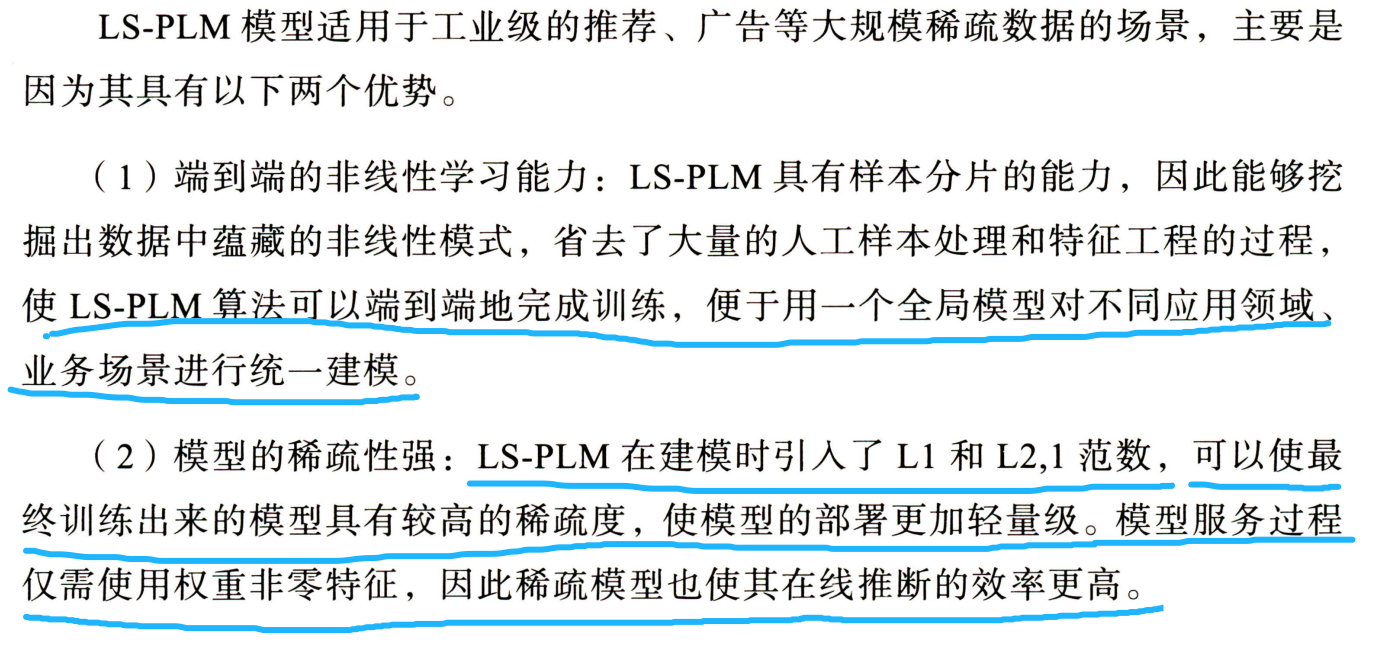 LS-PLM 模型适用于工业级的推荐、广告等大规模稀疏数据的场景，主要是
因为其具有以下两个优势。
（1）端到端的非线性学习能力：LS-PLM 具有样本分片的能力，因此能够挖
掘出数据中蕴藏的非线性模式，省去了大量的人工样本处理和特征工程的过程，
使 LS-PLM 算法可以端到端地完成训练，便于用一个全局模型对不同应用领域、
业务场景进行统一建模。
（2）模型的稀疏性强：LS-PLM 在建模时引入了 L1 和 L2,1 范数，可以使最
终训练出来的模型具有较高的稀疏度，使模型的部署更加轻量级。模型服务过程
仅需使用权重非零特征，因此稀疏模型也使其在线推断的效率更高。